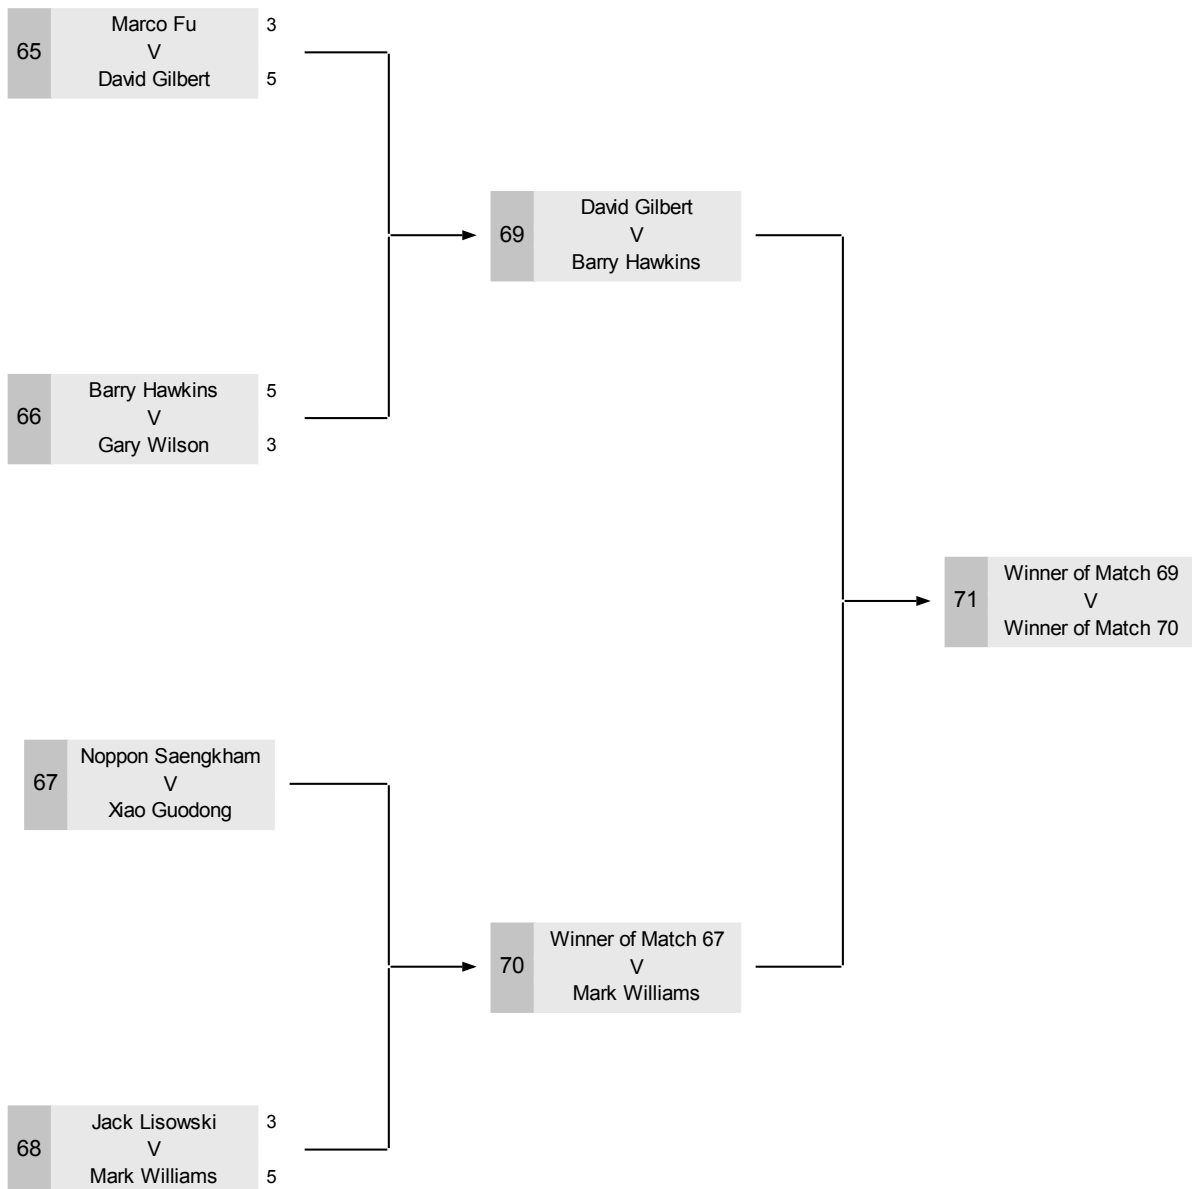 65
Marco Fu 3
V
David Gilbert 5
69
David Gilbert
V
Barry Hawkins
66
Barry Hawkins 5
V
Gary Wilson 3
71
Winner of Match 69
V
Winner of Match 70
67
Noppon Saengkham
V
Xiao Guodong
70
Winner of Match 67
V
Mark Williams
68
Jack Lisowski 3
V
Mark Williams 5